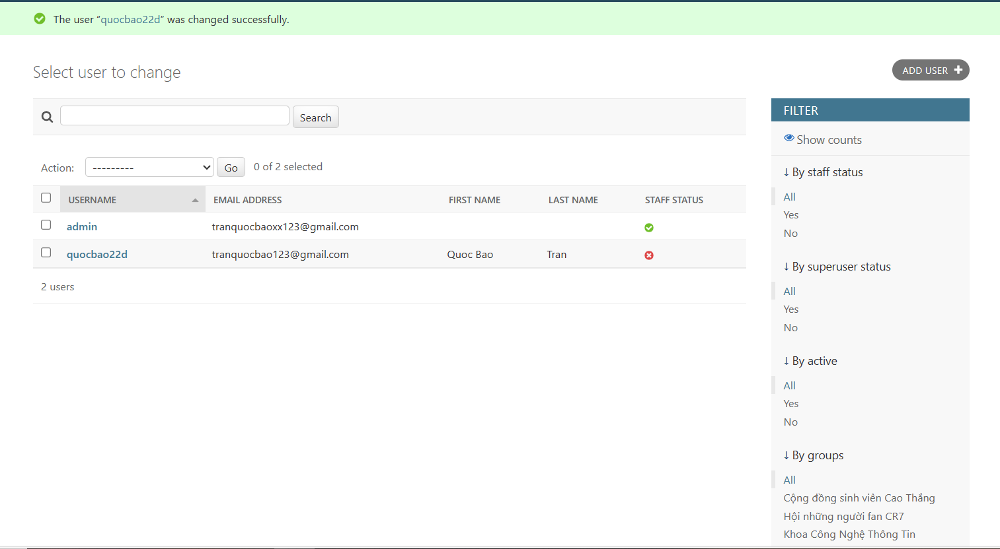 The user “quocbao22d” was changed successfully.
Select user to change
ADD USER
Search
Action: --------- Go 0 of 2 selected
USERNAME EMAIL ADDRESS FIRST NAME LAST NAME STAFF STATUS
admin tranquocbaoxx123@gmail.com
quocbao22d tranquocbao123@gmail.com Quoc Bao Tran
2 users
FILTER
Show counts
↓ By staff status
All
Yes
No
↓ By superuser status
All
Yes
No
↓ By active
All
Yes
No
↓ By groups
All
Cộng đồng sinh viên Cao Thắng
Hội những người fan CR7
Khoa Công Nghệ Thông Tin